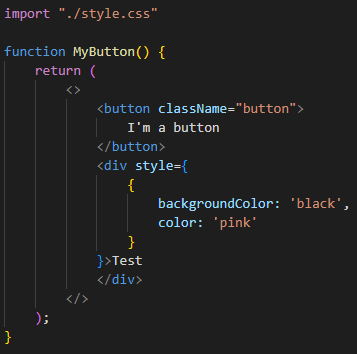 import "./style.css"
function MyButton() {
    return (
        <>
            <button className="button">
                I'm a button
            </button>
            <div style={
                {
                    backgroundColor: 'black',
                    color: 'pink'
                }
            }>Test
            </div>
        </>
    );
}